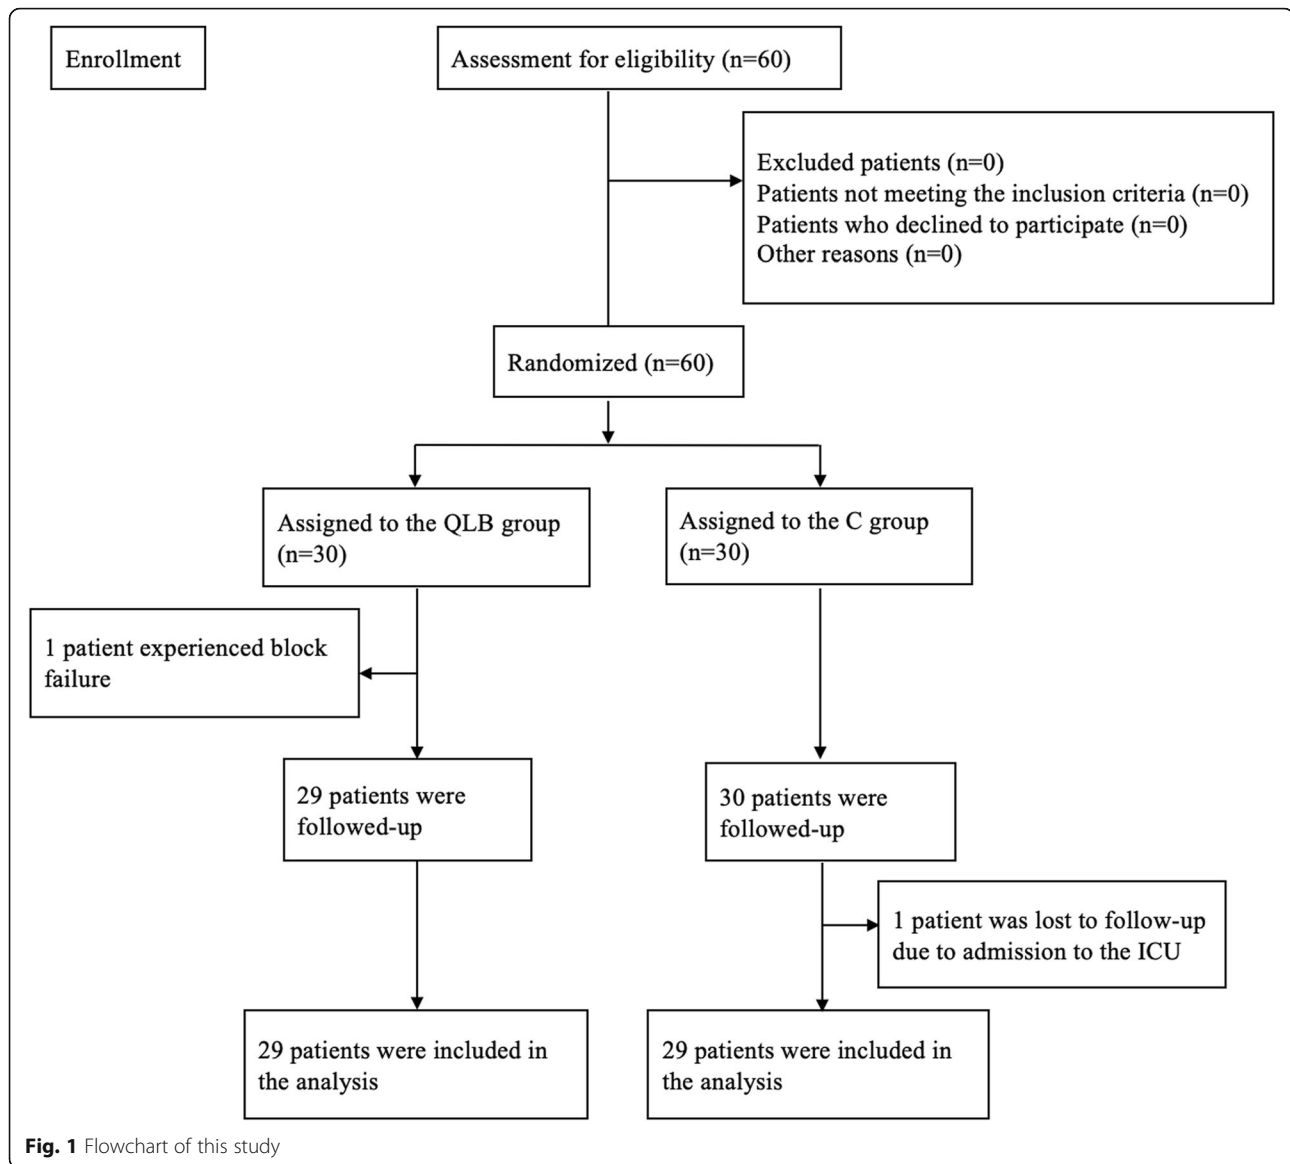 Enrollment
Assessment for eligibility (n=60)
Excluded patients (n=0)
Patients not meeting the inclusion criteria (n=0)
Patients who declined to participate (n=0)
Other reasons (n=0)
Randomized (n=60)
Assigned to the QLB group
(n=30)
Assigned to the C group
(n=30)
1 patient experienced block
failure
29 patients were
followed-up
30 patients were
followed-up
1 patient was lost to follow-up
due to admission to the ICU
29 patients were included in
the analysis
29 patients were included in
the analysis
Fig. 1 Flowchart of this study